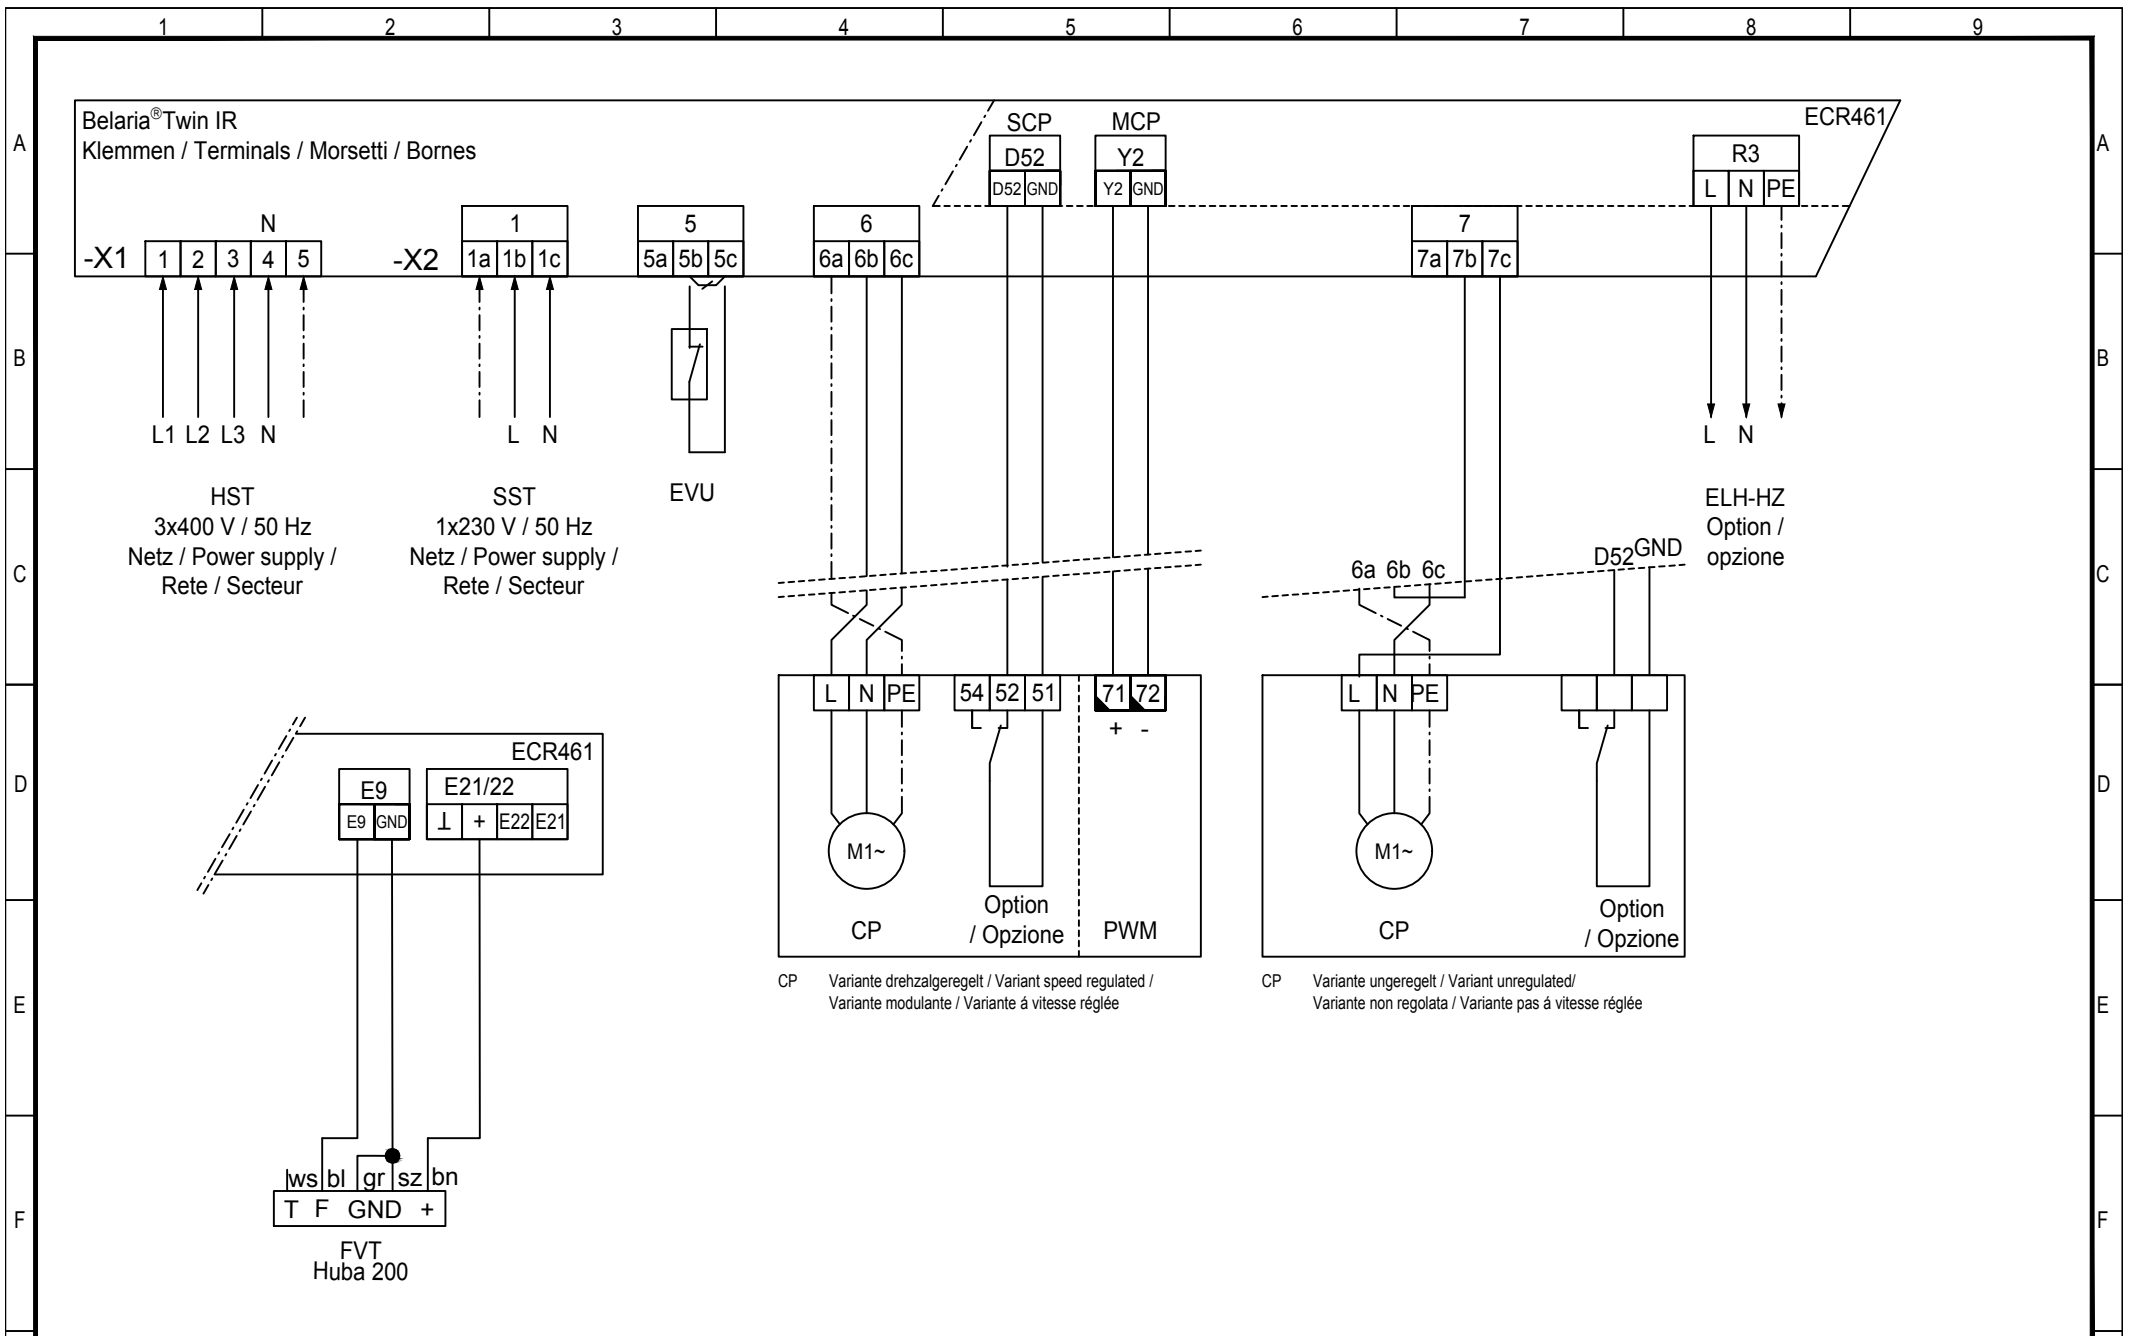 1 2 3 4 5 6 7 8 9
A
Belaria®Twin IR
Klemmen / Terminals / Morsetti / Bornes
SCP MCP ECR461
A
D52 Y2 R3
D52 GND Y2 GND L N PE
N 1 5 6 7
-X1 1 2 3 4 5 -X2 1a 1b 1c 5a 5b 5c 6a 6b 6c 7a 7b 7c
B B
L1 L2 L3 N L N L N
HST
3x400 V / 50 Hz
Netz / Power supply /
Rete / Secteur
SST
1x230 V / 50 Hz
Netz / Power supply /
Rete / Secteur
EVU
ELH-HZ
Option /
opzione
C C
6a 6b 6c D52 GND
L N PE 54 52 51 71 72
+ -
L N PE
M1~
CP
Option
/ Opzione
PWM
M1~
CP
Option
/ Opzione
D D
ECR461
E9 E21/22
E9 GND ⊥ + E22 E21
CP Variante drehzalgeregelt / Variant speed regulated /
Variante modulante / Variante á vitesse réglée
CP Variante ungeregelt / Variant unregulated/
Variante non regolata / Variante pas á vitesse réglée
E E
ws bl gr sz bn
T F GND +
FVT
Huba 200
F F